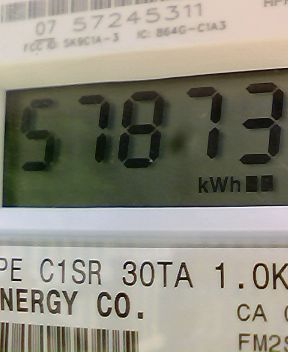 07 57245311
FCC ID: SK9C1A-3 IC: 864G-C1A3
57873
kWh
PE C1SR 30TA 1.0K
NERGY CO.
CA
FM2S